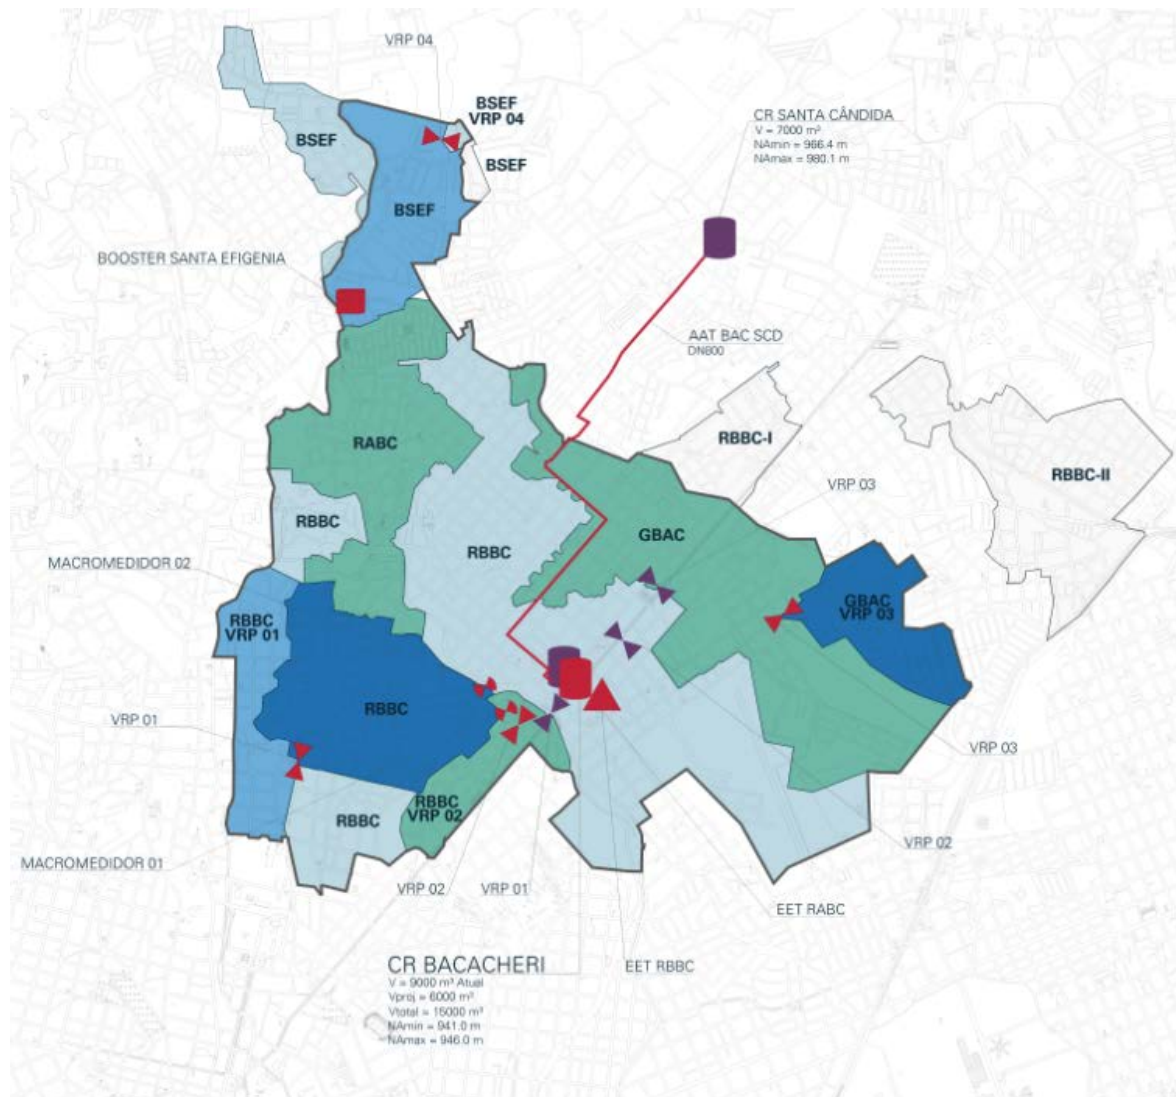 VRP 04
BSEF
VRP 04
BSEF
BSEF
BSEF
CR SANTA CÂNDIDA
V = 7000 m³
NAmin = 966.4 m
NAmax = 980.1 m
BOOSTER SANTA EFIGENIA
AAT BAC SCD
DN800
RBBC-I
RBBC-II
RABC
VRP 03
RBBC
RBBC
GBAC
MACROMEDIDOR 02
GBAC
VRP 03
RBBC
VRP 01
VRP 01
RBBC
VRP 03
RBBC
VRP 02
RBBC
VRP 02
MACROMEDIDOR 01
VRP 02
VRP 01
EET RABC
CR BACACHERI
V = 9000 m³ Atual
Vproj = 6000 m³
Vtotal = 15000 m³
NAmin = 941.0 m
NAmax = 946.0 m
EET RBBC